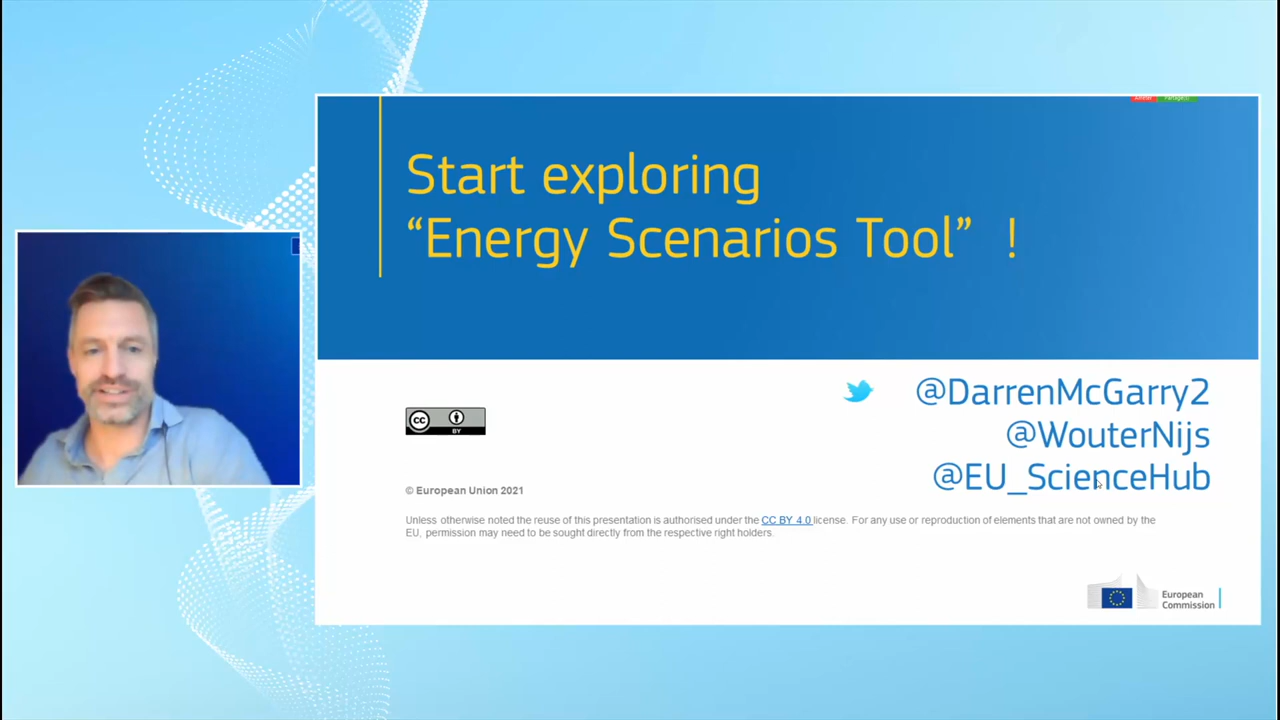 Start exploring
“Energy Scenarios Tool” !
@DarrenMcGarry2
@WouterNijs
@EU_ScienceHub
cc
BY
© European Union 2021
Unless otherwise noted the reuse of this presentation is authorised under the CC BY 4.0 license. For any use or reproduction of elements that are not owned by the
EU, permission may need to be sought directly from the respective right holders.
European
Commission